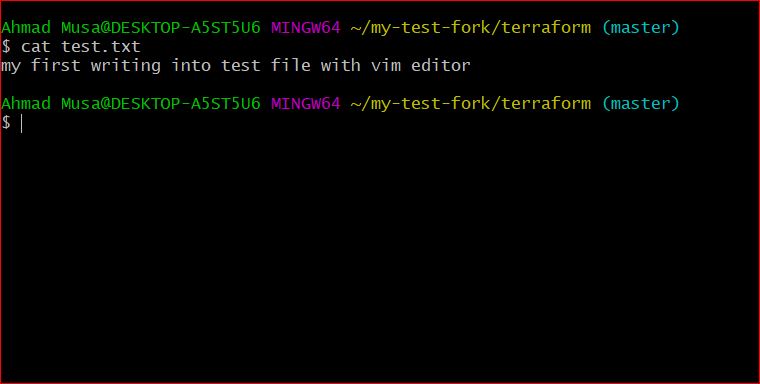 Ahmad Musa@DESKTOP-A5ST5U6 MINGW64 ~/my-test-fork/terraform (master)
$ cat test.txt
my first writing into test file with vim editor
Ahmad Musa@DESKTOP-A5ST5U6 MINGW64 ~/my-test-fork/terraform (master)
$